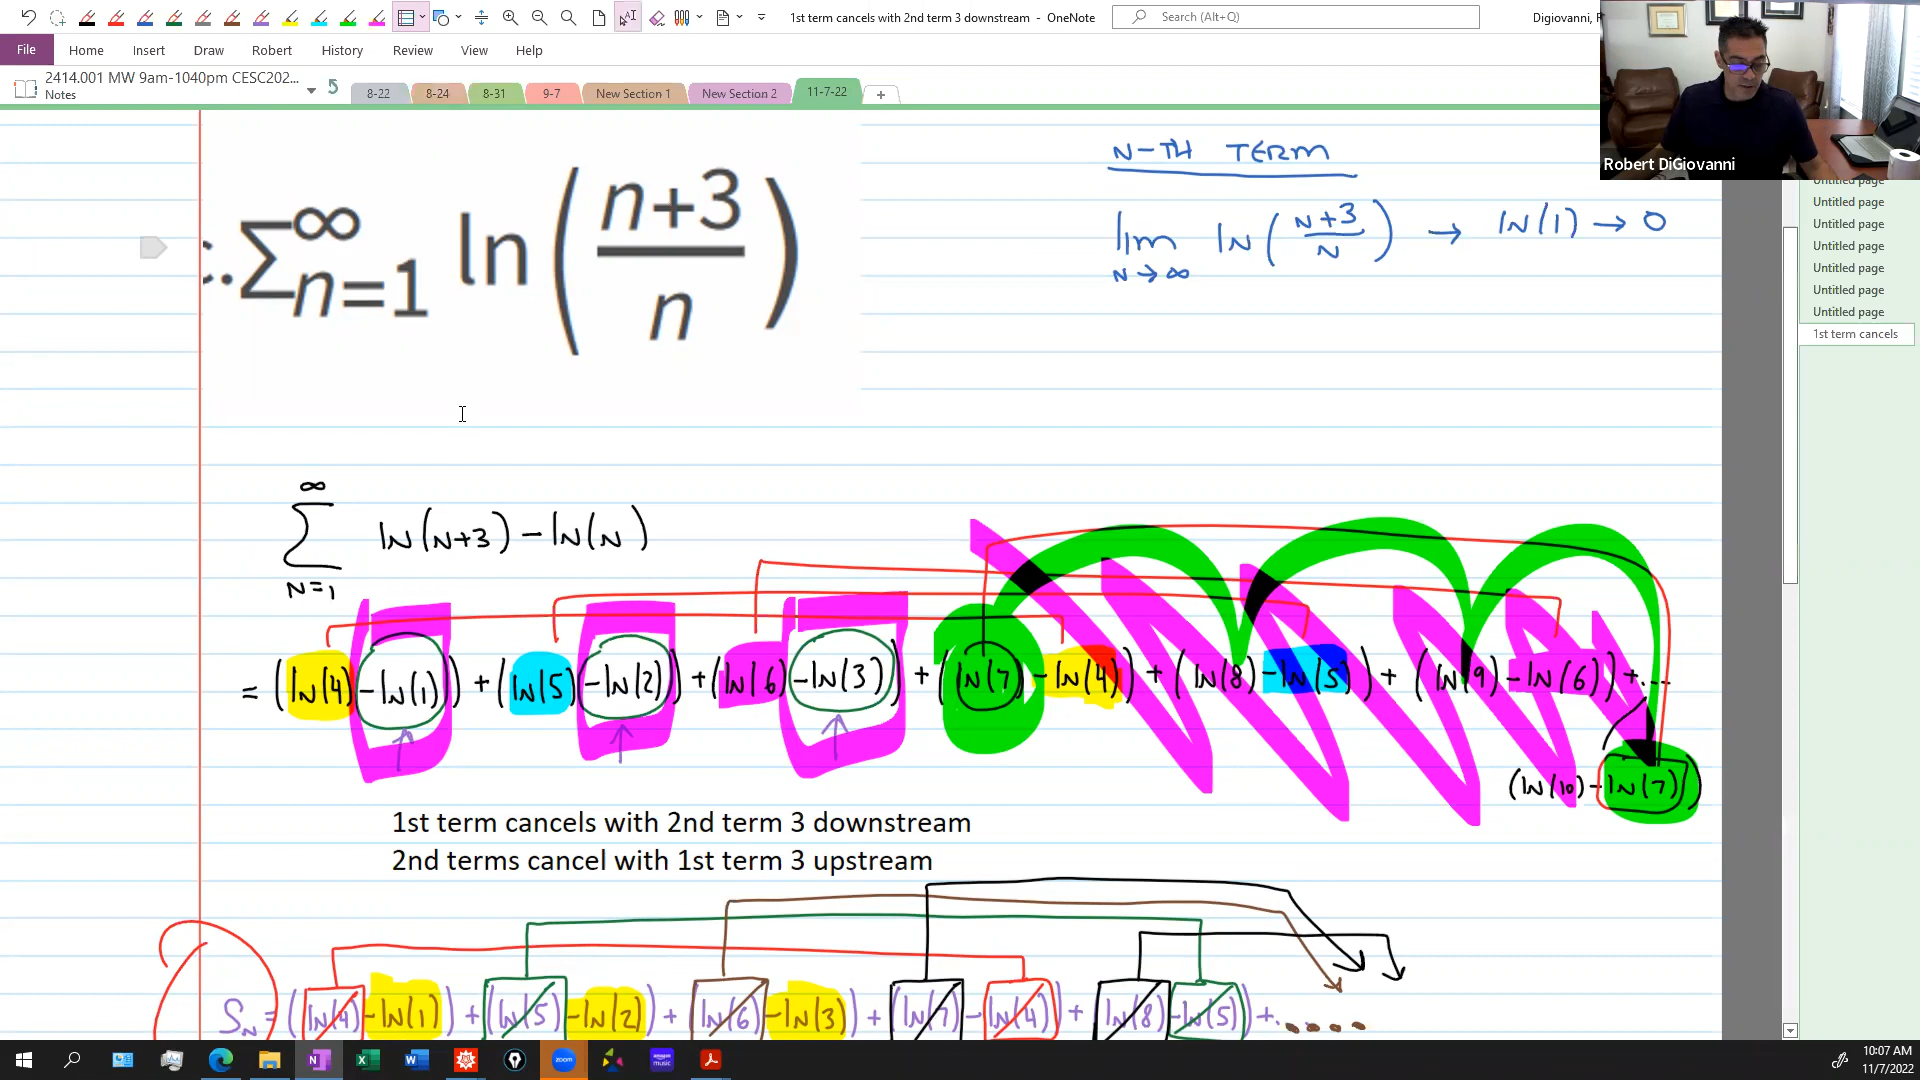 1st term cancels with 2nd term 3 downstream - OneNote
Search (Alt+Q)
Digiovanni, R
File Home Insert Draw Robert History Review View Help
2414.001 MW 9am-1040pm CESC202...
Notes
8-22 8-24 8-31 9-7 New Section 1 New Section 2 11-7-22 +
Robert DiGiovanni
Untitled page
Untitled page
Untitled page
Untitled page
Untitled page
Untitled page
Untitled page
1st term cancels
N-TH TERM
lim N→∞ ln(N+3/N) → ln(1) → 0
:.∑∞n=1 ln(n+3/n)
∑∞N=1 ln(N+3) - ln(N)
= (ln(4) - ln(1)) + (ln(5) - ln(2)) + (ln(6) - ln(3)) + (ln(7) - ln(4)) + (ln(8) - ln(5)) + (ln(9) - ln(6)) + ...
(ln(10) - ln(7))
1st term cancels with 2nd term 3 downstream
2nd terms cancel with 1st term 3 upstream
SN = (ln(4) - ln(1)) + (ln(5) - ln(2)) + (ln(6) - ln(3)) + (ln(7) - ln(4)) + (ln(8) - ln(5)) + ....
10:07 AM
11/7/2022